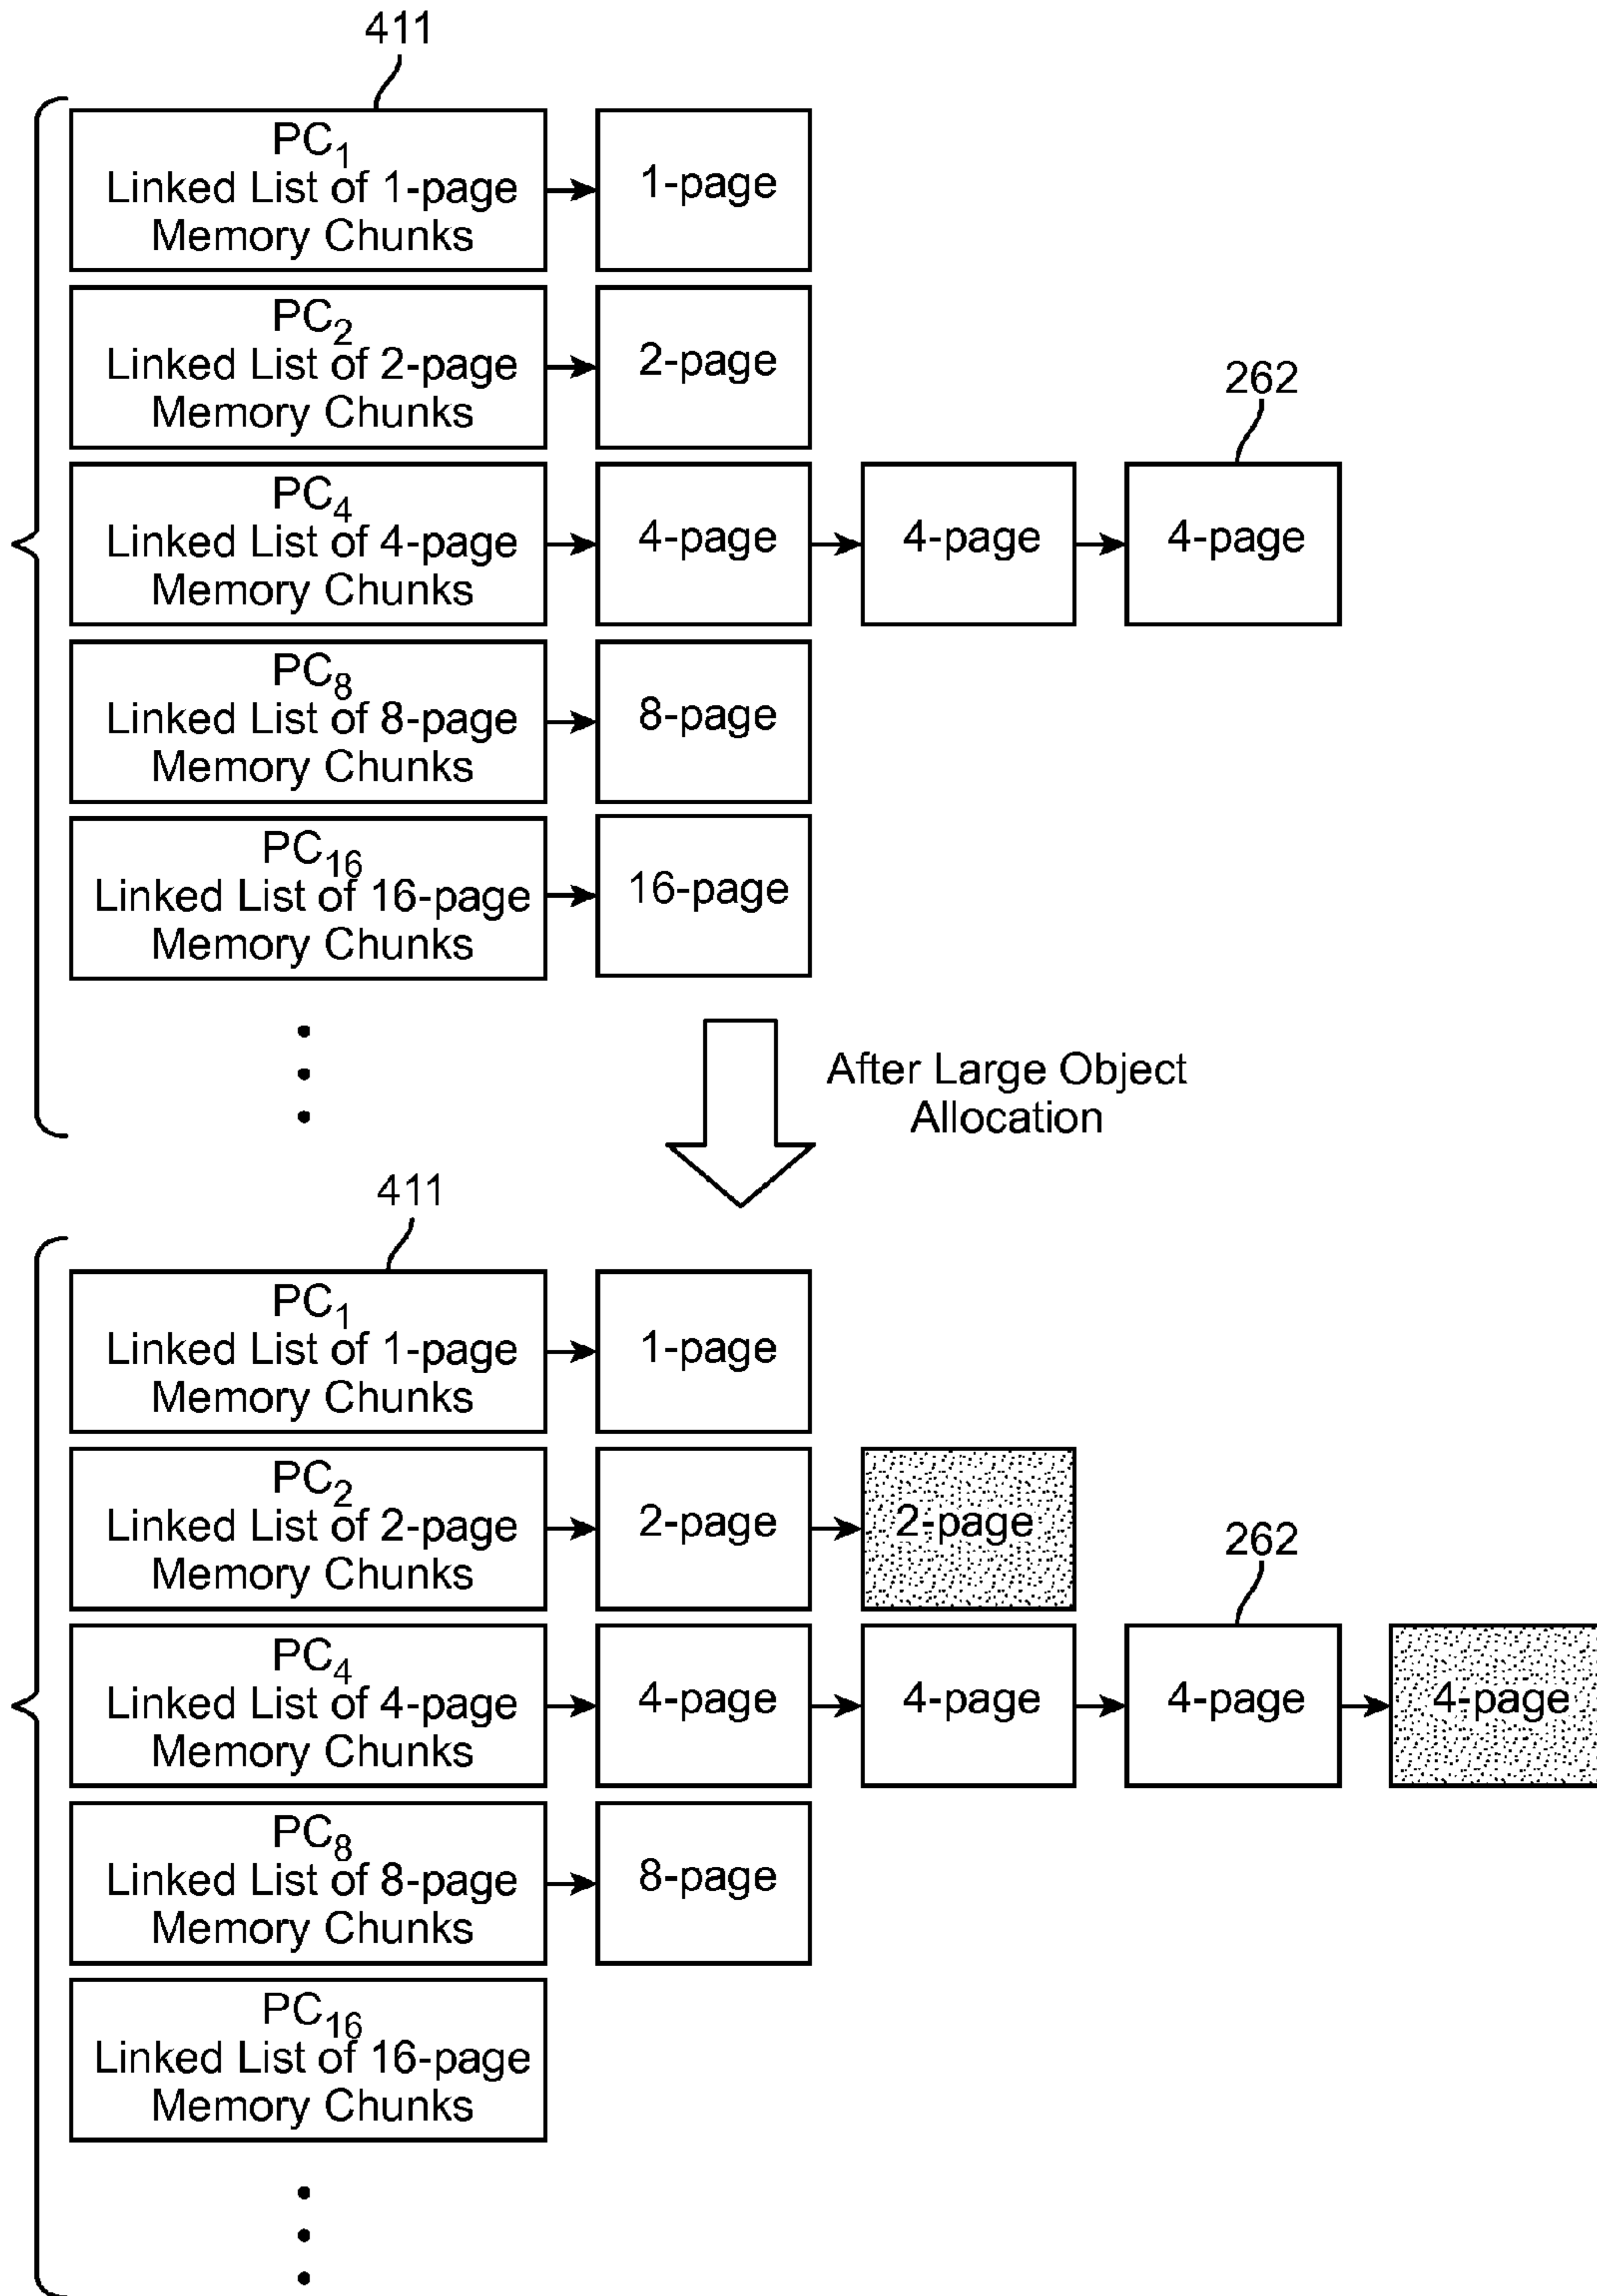 411
PC1
Linked List of 1-page
Memory Chunks
1-page
PC2
Linked List of 2-page
Memory Chunks
2-page
262
PC4
Linked List of 4-page
Memory Chunks
4-page
4-page
4-page
PC8
Linked List of 8-page
Memory Chunks
8-page
PC16
Linked List of 16-page
Memory Chunks
16-page
After Large Object
Allocation
411
PC1
Linked List of 1-page
Memory Chunks
1-page
PC2
Linked List of 2-page
Memory Chunks
2-page
2-page
262
PC4
Linked List of 4-page
Memory Chunks
4-page
4-page
4-page
4-page
PC8
Linked List of 8-page
Memory Chunks
8-page
PC16
Linked List of 16-page
Memory Chunks